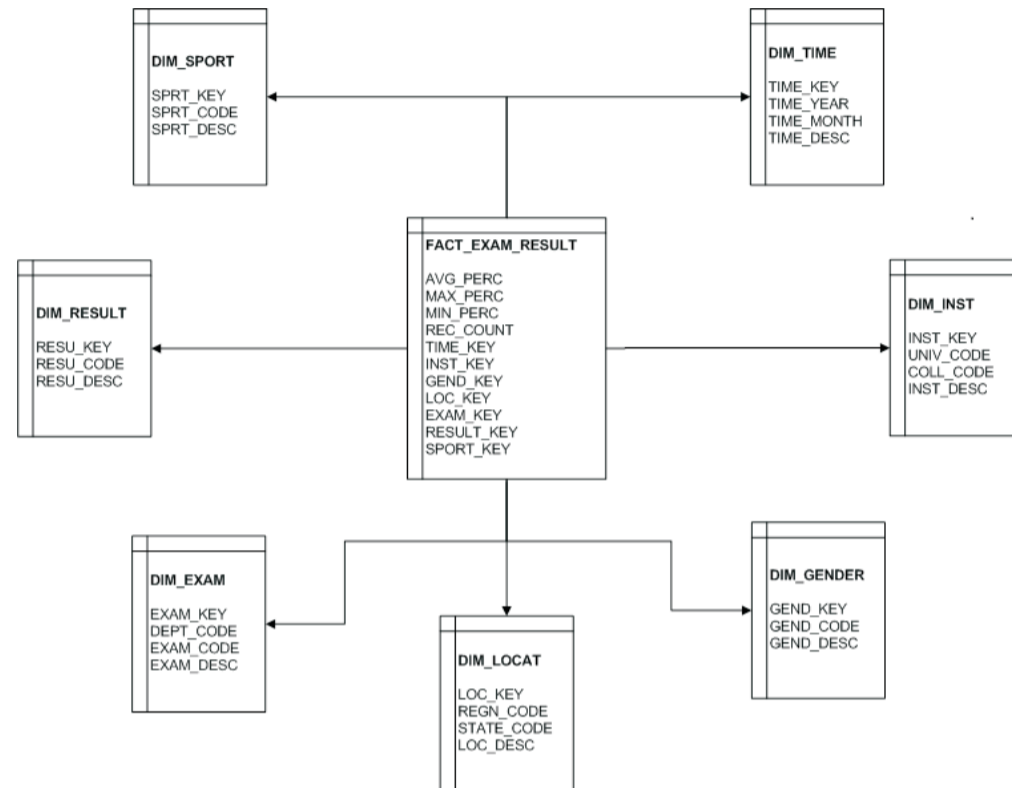 DIM_SPORT
SPRT_KEY
SPRT_CODE
SPRT_DESC
DIM_TIME
TIME_KEY
TIME_YEAR
TIME_MONTH
TIME_DESC
FACT_EXAM_RESULT
AVG_PERC
MAX_PERC
MIN_PERC
REC_COUNT
TIME_KEY
INST_KEY
GEND_KEY
LOC_KEY
EXAM_KEY
RESULT_KEY
SPORT_KEY
DIM_RESULT
RESU_KEY
RESU_CODE
RESU_DESC
DIM_INST
INST_KEY
UNIV_CODE
COLL_CODE
INST_DESC
DIM_EXAM
EXAM_KEY
DEPT_CODE
EXAM_CODE
EXAM_DESC
DIM_LOCAT
LOC_KEY
REGN_CODE
STATE_CODE
LOC_DESC
DIM_GENDER
GEND_KEY
GEND_CODE
GEND_DESC